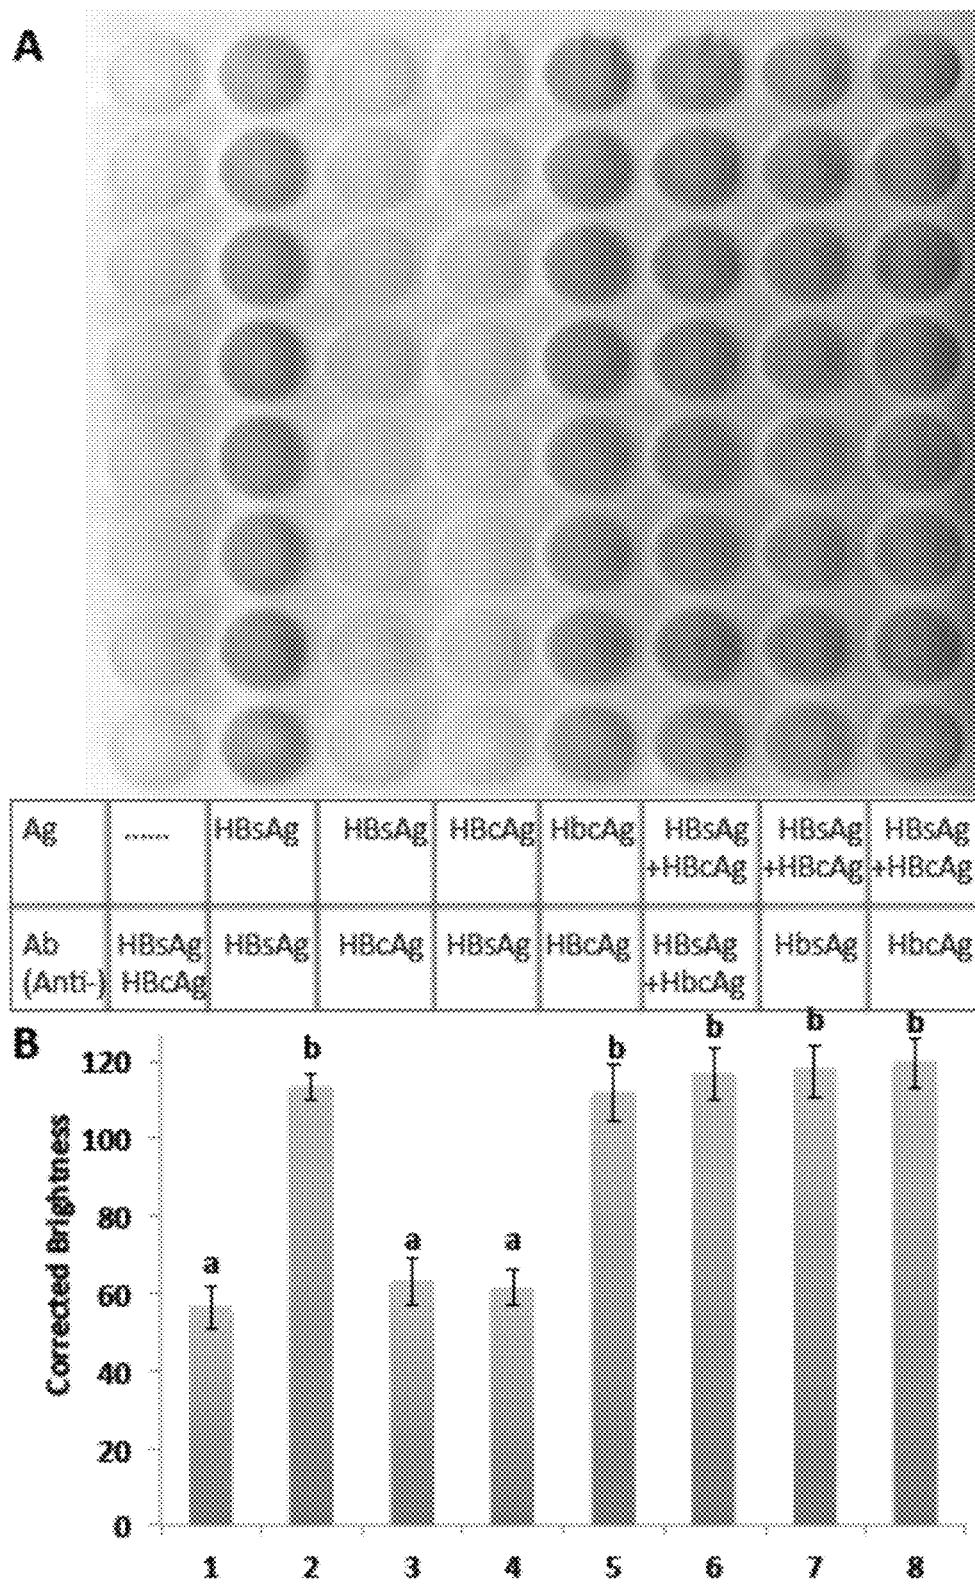 A
Ag ...... HBsAg HBsAg HBcAg HbcAg HBsAg HBsAg HBsAg
+HBcAg +HBcAg +HBcAg
Ab HBsAg HBsAg HBcAg HBsAg HBcAg HBsAg HbsAg HbcAg
(Anti-) HBcAg +HbcAg
B
Corrected Brightness
120
100
80
60
40
20
0
a b a a b b b b
1 2 3 4 5 6 7 8